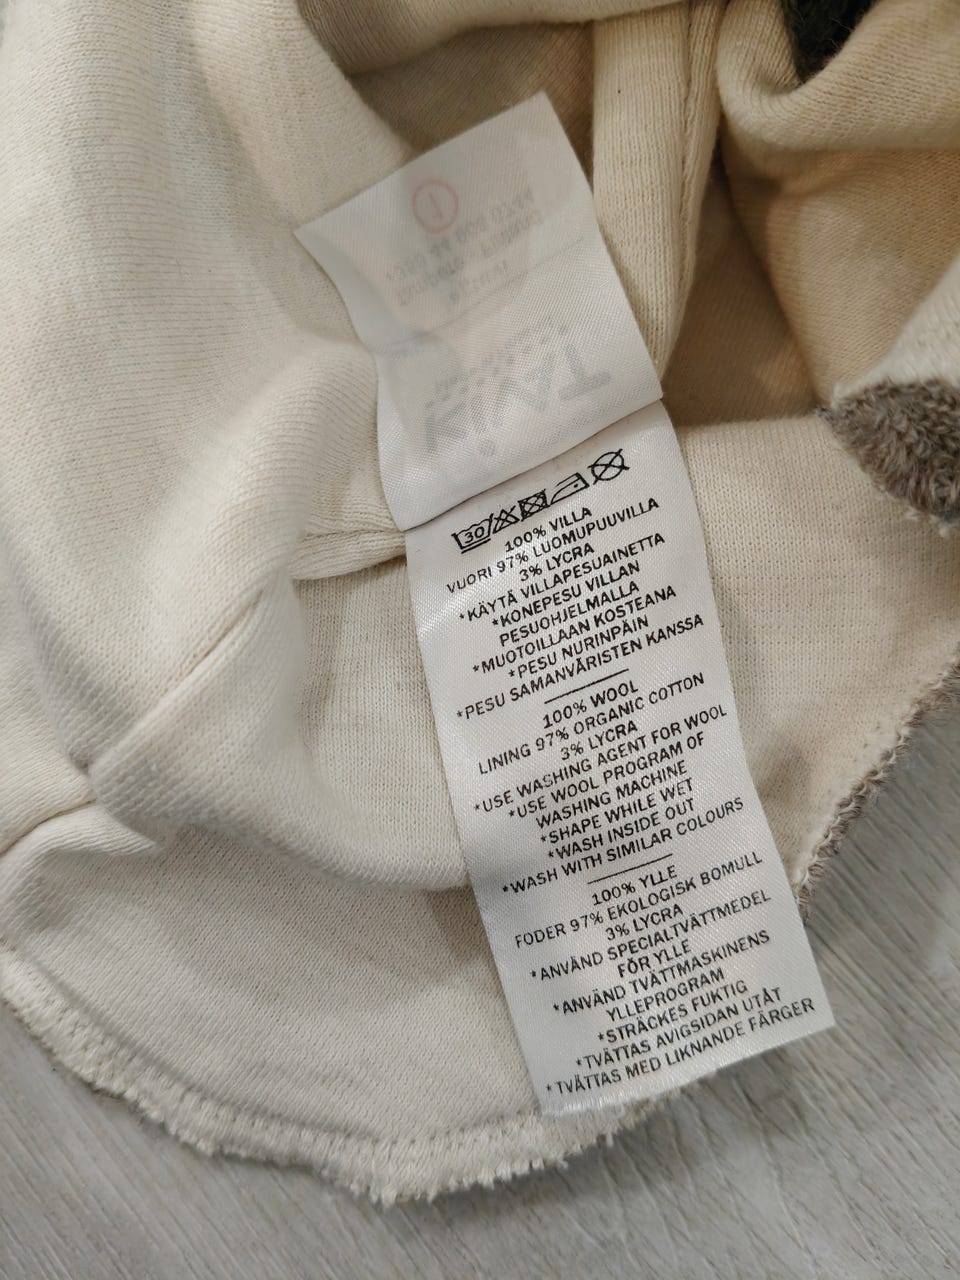 30
100% VILLA
VUORI 97% LUOMUPUUVILLA
3% LYCRA
*KÄYTÄ VILLAPESUAINETTA
*KONEPESU VILLAN
PESUOHJELMALLA
*MUOTOILLAAN KOSTEANA
*PESU NURINPÄIN
*PESU SAMANVÄRISTEN KANSSA
100% WOOL
LINING 97% ORGANIC COTTON
3% LYCRA
*USE WASHING AGENT FOR WOOL
*USE WOOL PROGRAM OF
WASHING MACHINE
*SHAPE WHILE WET
*WASH INSIDE OUT
*WASH WITH SIMILAR COLOURS
100% YLLE
FODER 97% EKOLOGISK BOMULL
3% LYCRA
*ANVÄND SPECIALTVÄTTMEDEL
FÖR YLLE
*ANVÄND TVÄTTMASKINENS
YLLEPROGRAM
*STRÄCKES FUKTIG
*TVÄTTAS AVIGSIDAN UTÅT
*TVÄTTAS MED LIKNANDE FÄRGER